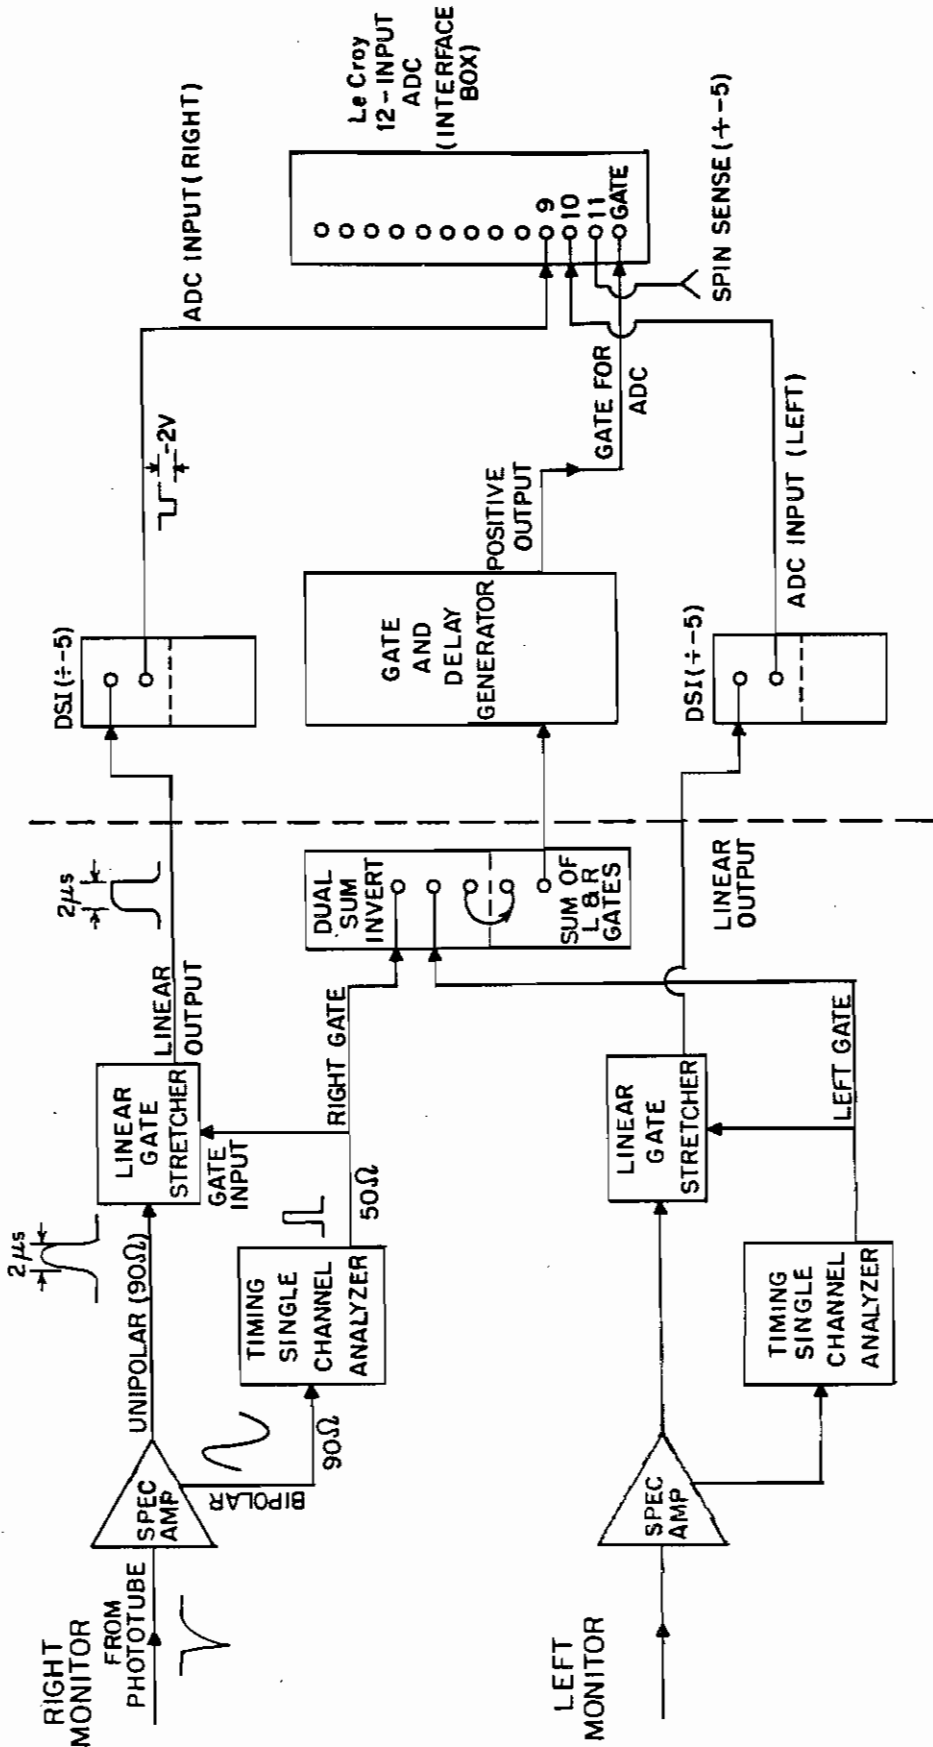 RIGHT
MONITOR
FROM
PHOTOTUBE
SPEC
AMP
UNIPOLAR (90Ω)
2μs
BIPOLAR
90Ω
TIMING
SINGLE
CHANNEL
ANALYZER
50Ω
LINEAR
GATE
STRETCHER
GATE
INPUT
RIGHT GATE
LINEAR
OUTPUT
2μs
DUAL
SUM
INVERT
SUM OF
L & R
GATES
DSI(÷-5)
-2V
ADC INPUT(RIGHT)
GATE
AND
DELAY
GENERATOR
POSITIVE
OUTPUT
GATE FOR
ADC
Le Croy
12-INPUT
ADC
(INTERFACE
BOX)
9
10
11
GATE
SPIN SENSE(÷-5)
LEFT
MONITOR
SPEC
AMP
TIMING
SINGLE
CHANNEL
ANALYZER
LINEAR
GATE
STRETCHER
LEFT GATE
LINEAR
OUTPUT
DSI(÷-5)
ADC INPUT (LEFT)